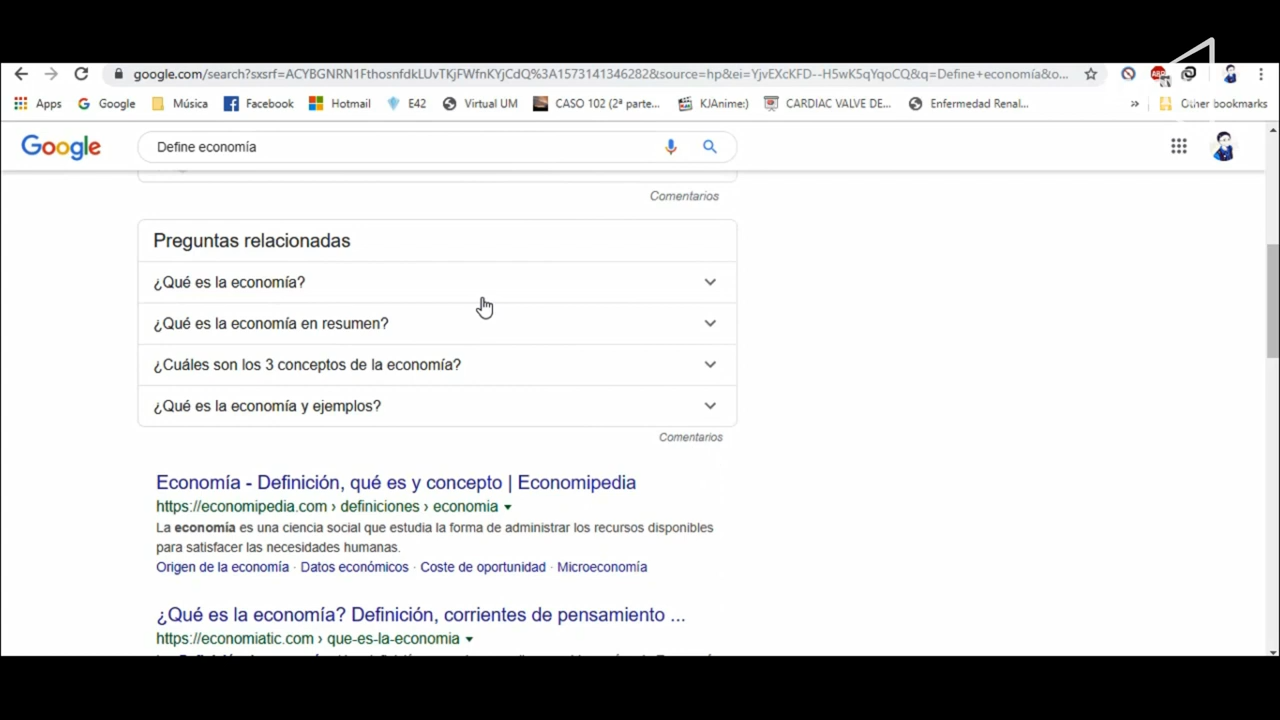 google.com/search?sxsrf=ACYBGNRN1FthosnfdkLUvTKjFWfnKYjCdQ%3A1573141346282&source=hp&ei=YjvEXcKFD--H5wK5qYqoCQ&q=Define+economía&o...
Apps Google Música Facebook Hotmail E42 Virtual UM CASO 102 (2ª parte... KJAnime:) CARDIAC VALVE DE... Enfermedad Renal... » Other bookmarks
Google Define economía
Comentarios
Preguntas relacionadas
¿Qué es la economía?
¿Qué es la economía en resumen?
¿Cuáles son los 3 conceptos de la economía?
¿Qué es la economía y ejemplos?
Comentarios
Economía - Definición, qué es y concepto | Economipedia
https://economipedia.com › definiciones › economia
La economía es una ciencia social que estudia la forma de administrar los recursos disponibles
para satisfacer las necesidades humanas.
Origen de la economía · Datos económicos · Coste de oportunidad · Microeconomía
¿Qué es la economía? Definición, corrientes de pensamiento ...
https://economiatic.com › que-es-la-economia